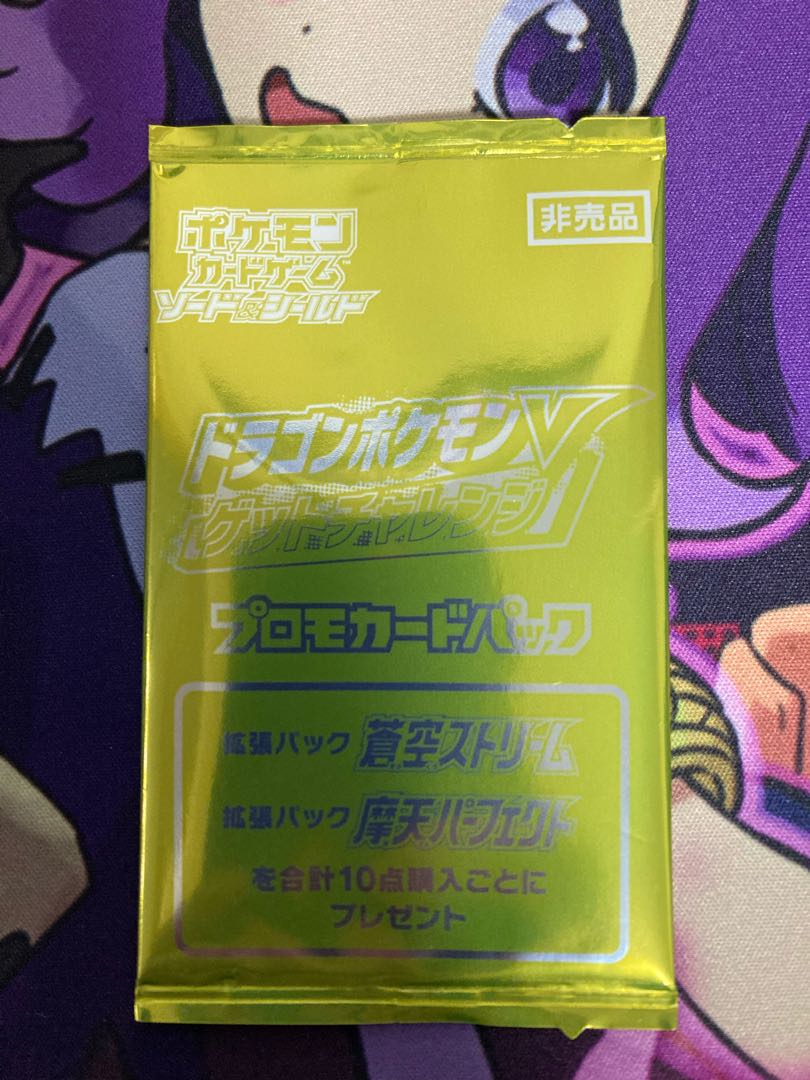 ポケモン
カードゲーム™
ソード&シールド
非売品
ドラゴンポケモンV
ゲットチャレンジ
プロモカードパック
拡張パック 蒼空ストリーム
拡張パック 摩天パーフェクト
を合計10点購入ごとに
プレゼント